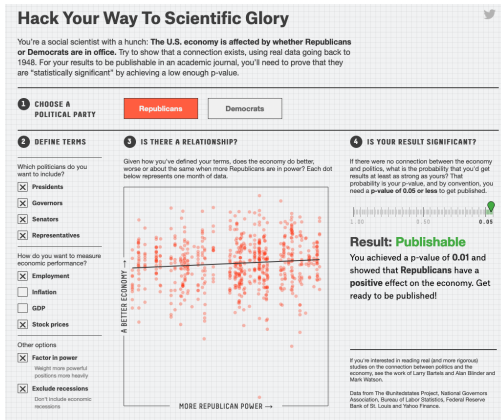 Hack Your Way To Scientific Glory
You're a social scientist with a hunch: The U.S. economy is affected by whether Republicans
or Democrats are in office. Try to show that a connection exists, using real data going back to
1948. For your results to be publishable in an academic journal, you'll need to prove that they
are "statistically significant" by achieving a low enough p-value.
1 CHOOSE A
POLITICAL PARTY
Republicans
Democrats
2 DEFINE TERMS
Which politicians do you
want to include?
Presidents
Governors
Senators
Representatives
How do you want to measure
economic performance?
Employment
Inflation
GDP
Stock prices
Other options
Factor in power
Weight more powerful
positions more heavily
Exclude recessions
Don't include economic
recessions
3 IS THERE A RELATIONSHIP?
Given how you've defined your terms, does the economy do better,
worse or about the same when more Republicans are in power? Each dot
below represents one month of data.
A BETTER ECONOMY →
MORE REPUBLICAN POWER →
4 IS YOUR RESULT SIGNIFICANT?
If there were no connection between the economy
and politics, what is the probability that you'd get
results at least as strong as yours? That
probability is your p-value, and by convention, you
need a p-value of 0.05 or less to get published.
1.00
0.50
0.05
Result: Publishable
You achieved a p-value of 0.01 and
showed that Republicans have a
positive effect on the economy. Get
ready to be published!
If you're interested in reading real (and more rigorous)
studies on the connection between politics and the
economy, see the work of Larry Bartels and Alan Blinder and
Mark Watson.
Data from The @unitedstates Project, National Governors
Association, Bureau of Labor Statistics, Federal Reserve
Bank of St. Louis and Yahoo Finance.